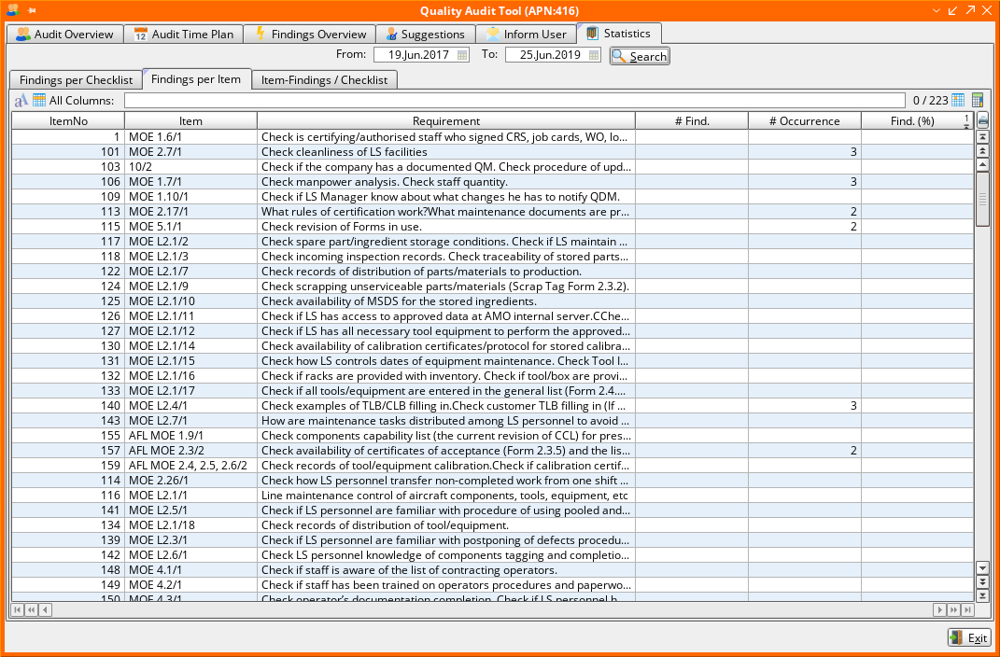 Quality Audit Tool (APN:416)
Audit Overview Audit Time Plan Findings Overview Suggestions Inform User Statistics
From: 19.Jun.2017 To: 25.Jun.2019 Search
Findings per Checklist Findings per Item Item-Findings / Checklist
All Columns: 0 / 223
ItemNo Item Requirement # Find. # Occurrence Find. (%) 1
1 MOE 1.6/1 Check is certifying/authorised staff who signed CRS, job cards, WO, lo...
101 MOE 2.7/1 Check cleanliness of LS facilities 3
103 10/2 Check if the company has a documented QM. Check procedure of upd...
106 MOE 1.7/1 Check manpower analysis. Check staff quantity. 3
109 MOE 1.10/1 Check if LS Manager know about what changes he has to notify QDM.
113 MOE 2.17/1 What rules of certification work?What maintenance documents are pr... 2
115 MOE 5.1/1 Check revision of Forms in use. 2
117 MOE L2.1/2 Check spare part/ingredient storage conditions. Check if LS maintain ...
118 MOE L2.1/3 Check incoming inspection records. Check traceability of stored parts...
122 MOE L2.1/7 Check records of distribution of parts/materials to production.
124 MOE L2.1/9 Check scrapping unserviceable parts/materials (Scrap Tag Form 2.3.2).
125 MOE L2.1/10 Check availability of MSDS for the stored ingredients.
126 MOE L2.1/11 Check if LS has access to approved data at AMO internal server.CChe...
127 MOE L2.1/12 Check if LS has all necessary tool equipment to perform the approved...
130 MOE L2.1/14 Check availability of calibration certificates/protocol for stored calibra...
131 MOE L2.1/15 Check how LS controls dates of equipment maintenance. Check Tool l...
132 MOE L2.1/16 Check if racks are provided with inventory. Check if tool/box are provi...
133 MOE L2.1/17 Check if all tools/equipment are entered in the general list (Form 2.4....
140 MOE L2.4/1 Check examples of TLB/CLB filling in.Check customer TLB filling in (If ... 3
143 MOE L2.7/1 How are maintenance tasks distributed among LS personnel to avoid ...
155 AFL MOE 1.9/1 Check components capability list (the current revision of CCL) for pres...
157 AFL MOE 2.3/2 Check availability of certificates of acceptance (Form 2.3.5) and the lis... 2
159 AFL MOE 2.4, 2.5, 2.6/2 Check records of tool/equipment calibration.Check if calibration certif...
114 MOE 2.26/1 Check how LS personnel transfer non-completed work from one shift ...
116 MOE L2.1/1 Line maintenance control of aircraft components, tools, equipment, etc
141 MOE L2.5/1 Check if LS personnel are familiar with procedure of using pooled and...
134 MOE L2.1/18 Check records of distribution of tool/equipment.
139 MOE L2.3/1 Check if LS personnel are familiar with postponing of defects procedu...
142 MOE L2.6/1 Check LS personnel knowledge of components tagging and completio...
148 MOE 4.1/1 Check if staff is aware of the list of contracting operators.
149 MOE 4.2/1 Check if staff has been trained on operators procedures and paperwo...
150 MOE 4.3/1 Check operator's documentation completion. Check if LS personnel h...
Exit